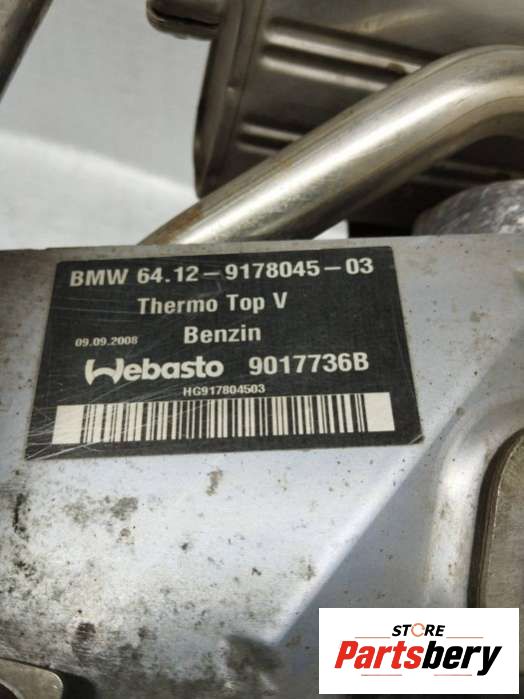 BMW 64.12-9178045-03
Thermo Top V
09.09.2008 Benzin
Webasto 9017736B
HG917804503
STORE
Partsbery